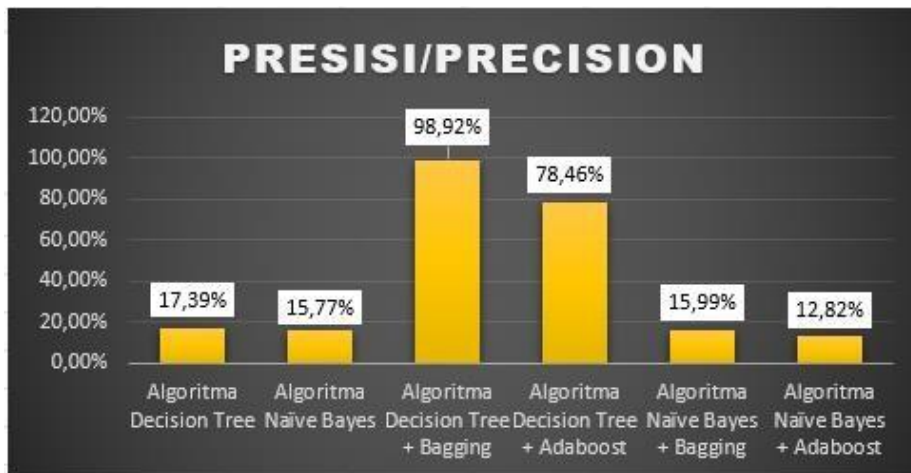 PRESISI/PRECISION
120,00%
100,00%
80,00%
60,00%
40,00%
20,00%
0,00%
17,39%
15,77%
98,92%
78,46%
15,99%
12,82%
Algoritma
Decision Tree
Algoritma
Naïve Bayes
Algoritma
Decision Tree
+ Bagging
Algoritma
Decision Tree
+ Adaboost
Algoritma
Naïve Bayes
+ Bagging
Algoritma
Naïve Bayes
+ Adaboost